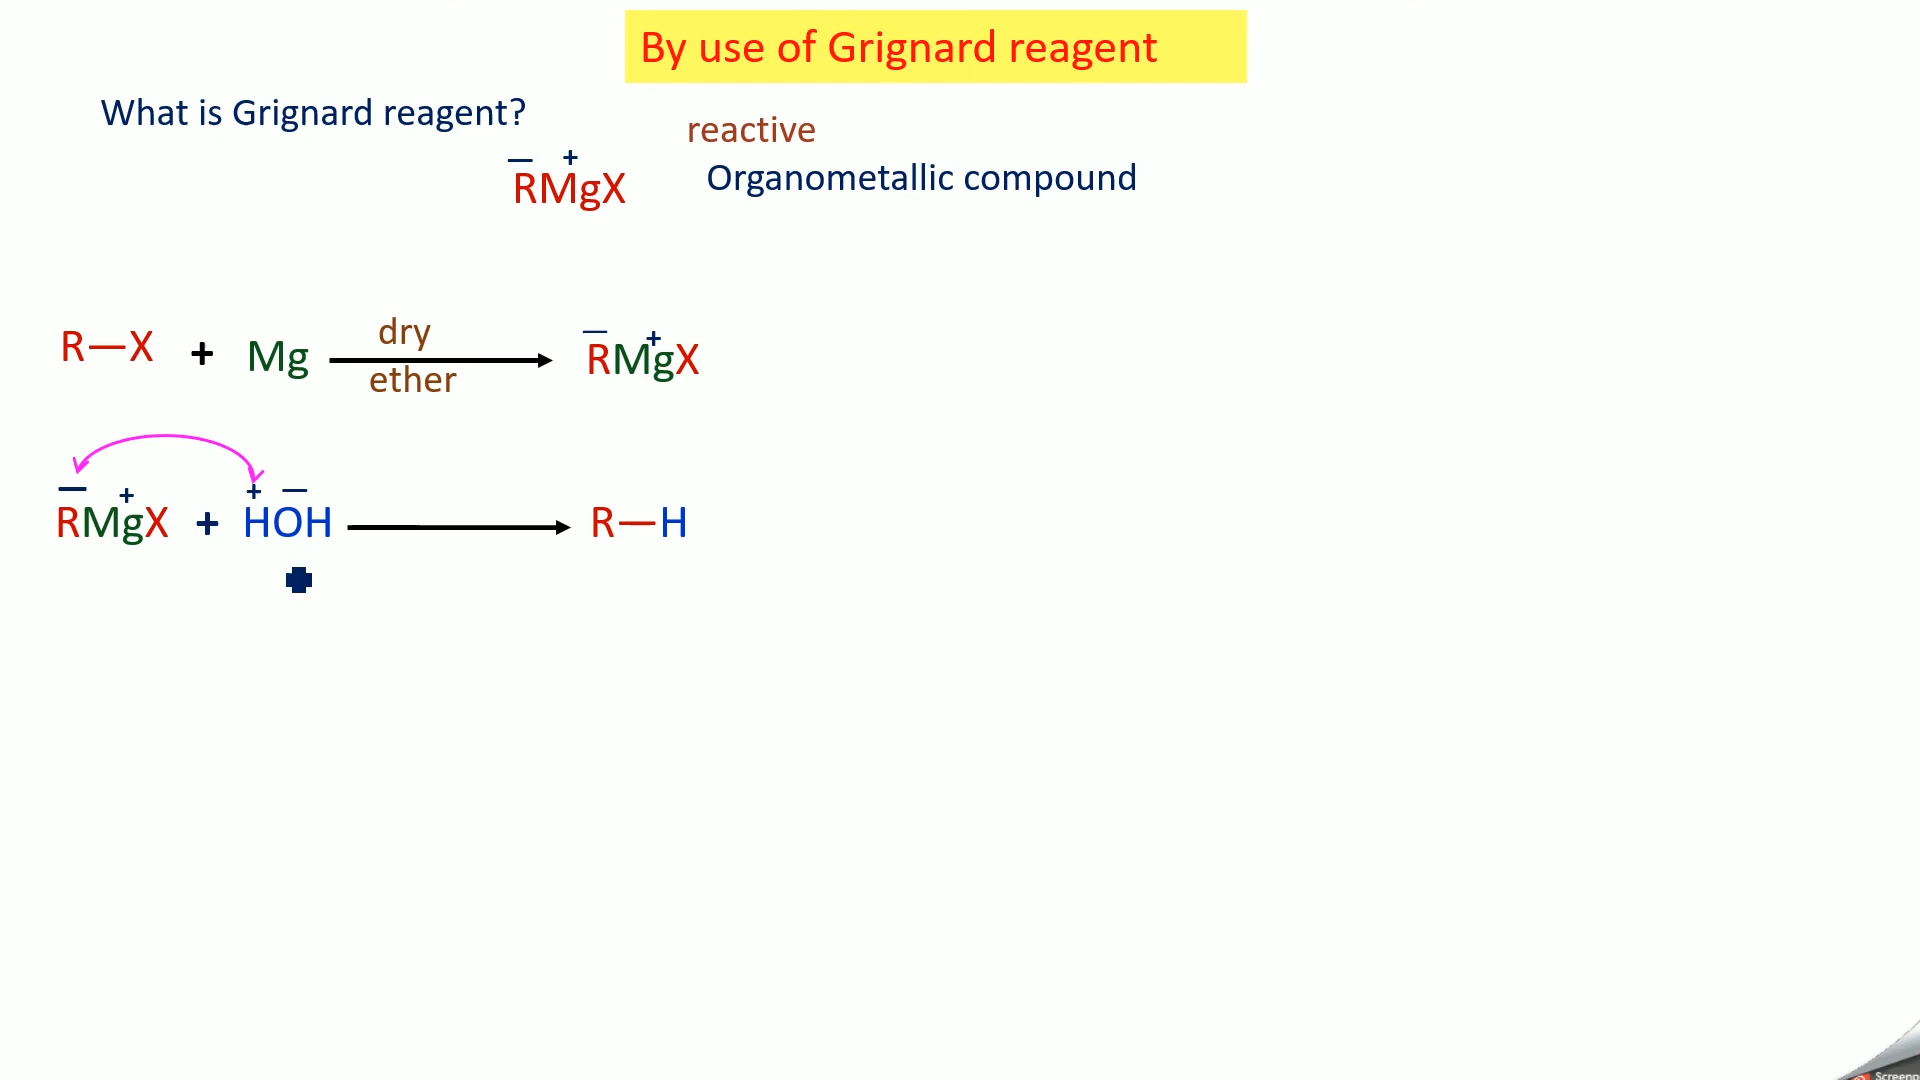 By use of Grignard reagent
What is Grignard reagent?
reactive
— +
RMgX Organometallic compound
R—X + Mg dry ether — +
RMgX
— + + —
RMgX + HOH R—H